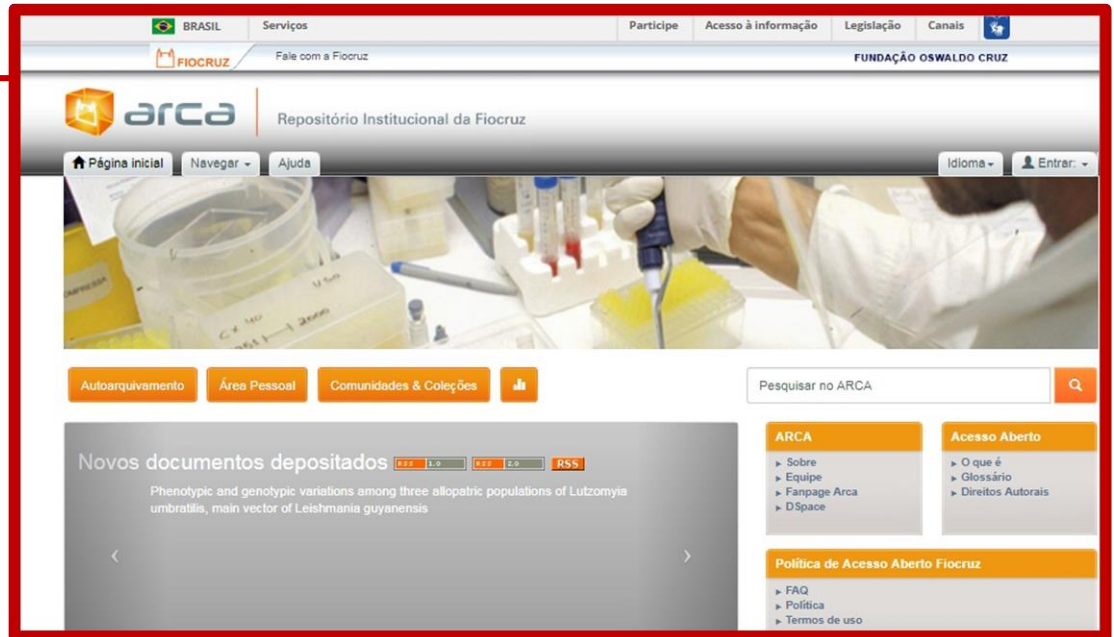 BRASIL Serviços Participe Acesso à informação Legislação Canais
FIOCRUZ Fale com a Fiocruz FUNDAÇÃO OSWALDO CRUZ
arca Repositório Institucional da Fiocruz
Página inicial Navegar Ajuda Idioma Entrar:
Autoarquivamento Área Pessoal Comunidades & Coleções Pesquisar no ARCA
Novos documentos depositados RSS 1.0 RSS 2.0 RSS
Phenotypic and genotypic variations among three allopatric populations of Lutzomyia
umbratilis, main vector of Leishmania guyanensis
ARCA
Sobre
Equipe
Fanpage Arca
DSpace
Acesso Aberto
O que é
Glossário
Direitos Autorais
Política de Acesso Aberto Fiocruz
FAQ
Política
Termos de uso